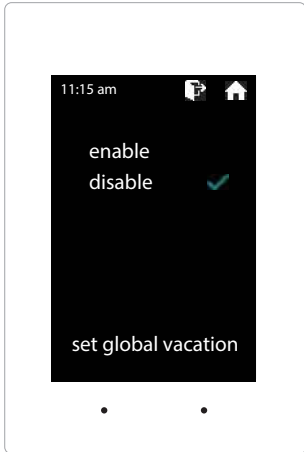 11:15 am
enable
disable
set global vacation